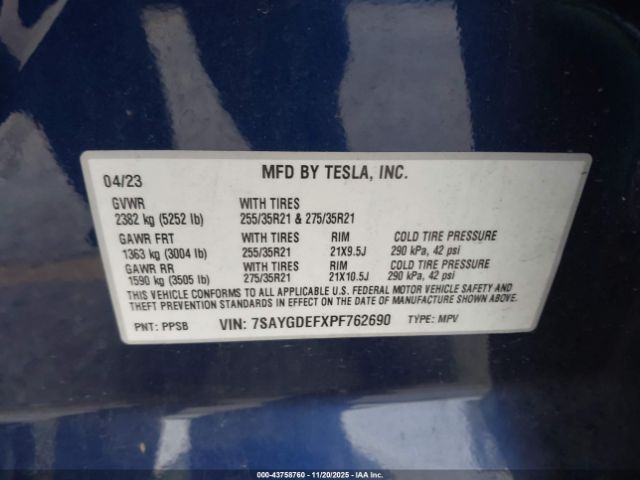 04/23 MFD BY TESLA, INC.
GVWR WITH TIRES
2382 kg (5252 lb) 255/35R21 & 275/35R21
GAWR FRT WITH TIRES RIM COLD TIRE PRESSURE
1363 kg (3004 lb) 255/35R21 21X9.5J 290 kPa, 42 psi
GAWR RR WITH TIRES RIM COLD TIRE PRESSURE
1590 kg (3505 lb) 275/35R21 21X10.5J 290 kPa, 42 psi
THIS VEHICLE CONFORMS TO ALL APPLICABLE U.S. FEDERAL MOTOR VEHICLE SAFETY AND
THEFT PREVENTION STANDARDS IN EFFECT ON THE DATE OF MANUFACTURE SHOWN ABOVE.
PNT: PPSB VIN: 7SAYGDEFXPF762690 TYPE: MPV
00 - 43758760 - 11/20/2025 - IAAI.COM